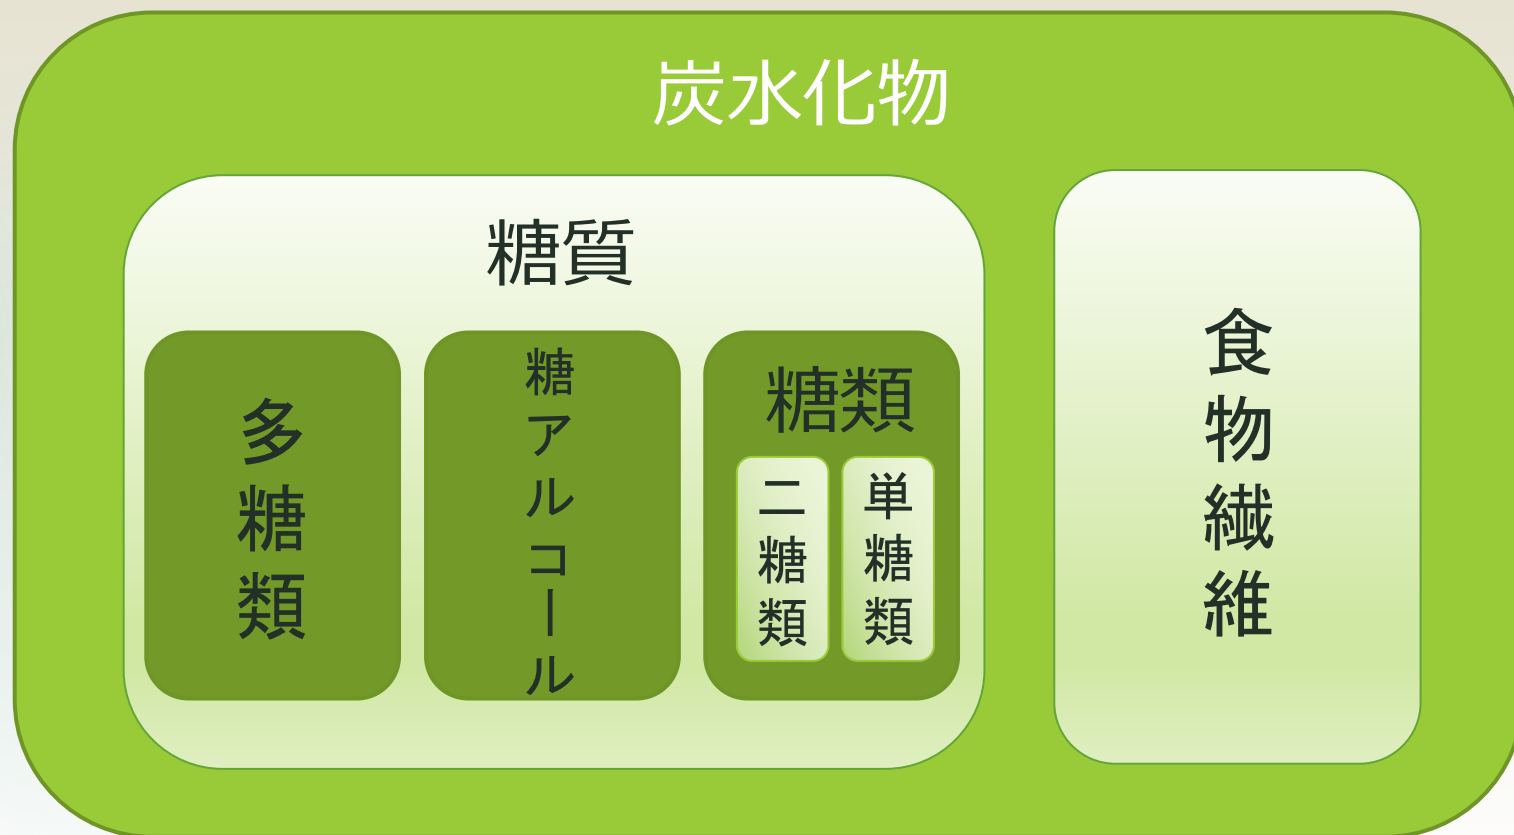 炭水化物
糖質
多糖類
糖アルコール
糖類
二糖類
単糖類
食物繊維